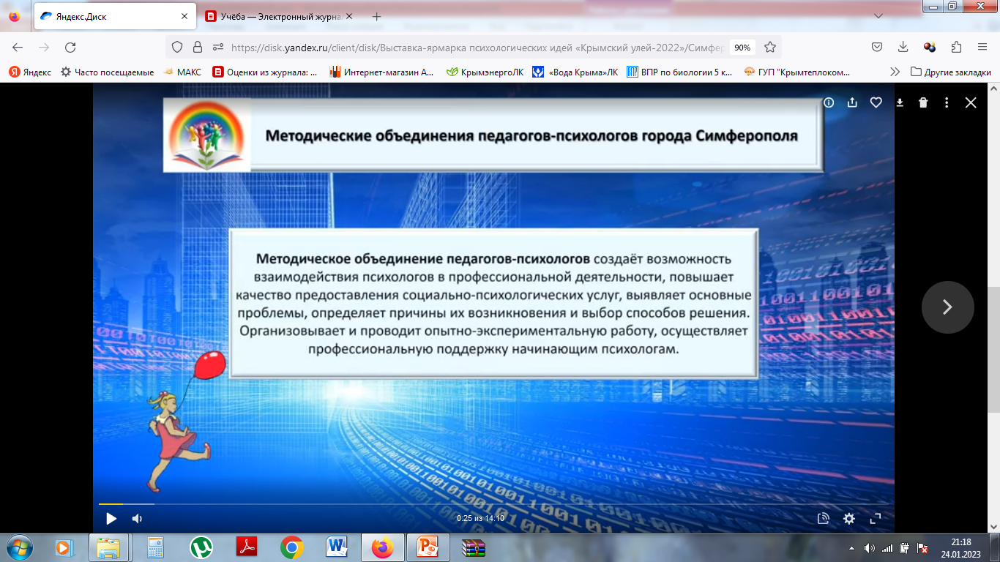 Яндекс.Диск
Учёба — Электронный журнал
https://disk.yandex.ru/client/disk/Выставка-ярмарка психологических идей «Крымский улей-2022»/Симфер
90%
Яндекс
Часто посещаемые
МАКС
Оценки из журнала: ...
Интернет-магазин A...
КрымэнергоЛК
«Вода Крыма»ЛК
ВПР по биологии 5 к...
ГУП "Крымтеплоком...
Другие закладки
Методические объединения педагогов-психологов города Симферополя
Методическое объединение педагогов-психологов создаёт возможность
взаимодействия психологов в профессиональной деятельности, повышает
качество предоставления социально-психологических услуг, выявляет основные
проблемы, определяет причины их возникновения и выбор способов решения.
Организовывает и проводит опытно-экспериментальную работу, осуществляет
профессиональную поддержку начинающим психологам.
0:25 из 14:10
21:18
24.01.2023